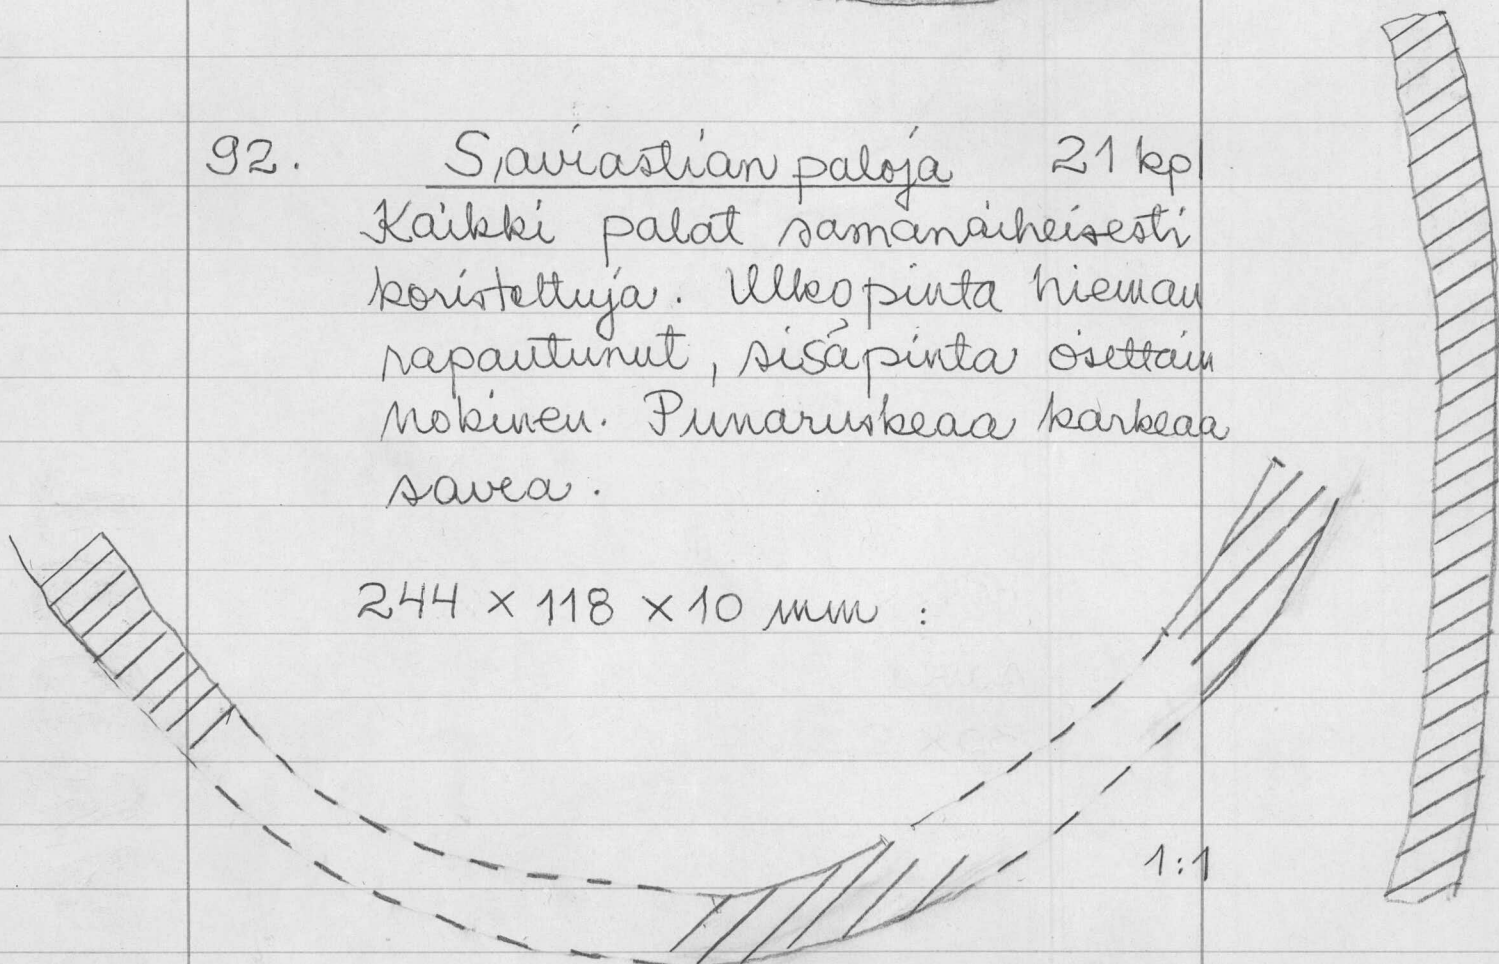 92. Saviastian paloja 21 kpl
Kaikki palat samanaiheisesti
koristeltuja. Ulkopinta hieman
rapautunut, sisäpinta osettain
nokinen. Punaruskeaa karkeaa
savea.
244 × 118 × 10 mm :
1:1